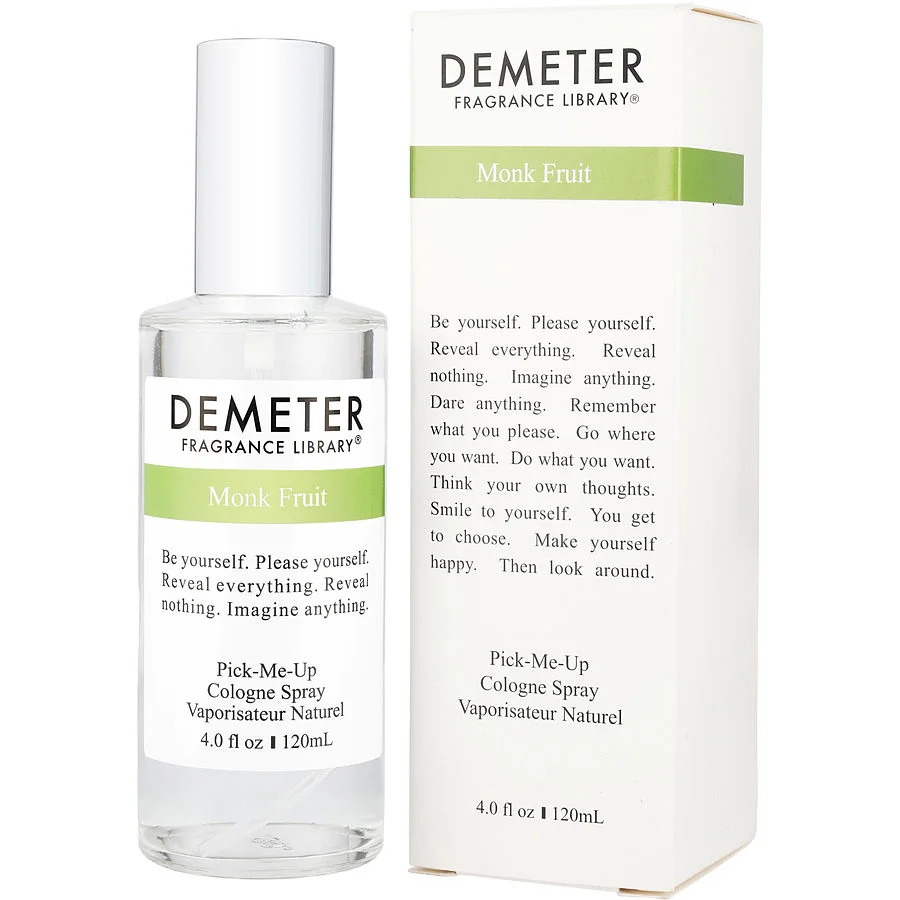 DEMETER
FRAGRANCE LIBRARY®
Monk Fruit
Be yourself. Please yourself.
Reveal everything. Reveal
nothing. Imagine anything.
Pick-Me-Up
Cologne Spray
Vaporisateur Naturel
4.0 fl oz ▮ 120mL
DEMETER
FRAGRANCE LIBRARY®
Monk Fruit
Be yourself. Please yourself.
Reveal everything. Reveal
nothing. Imagine anything.
Dare anything. Remember
what you please. Go where
you want. Do what you want.
Think your own thoughts.
Smile to yourself. You get
to choose. Make yourself
happy. Then look around.
Pick-Me-Up
Cologne Spray
Vaporisateur Naturel
4.0 fl oz ▮ 120mL